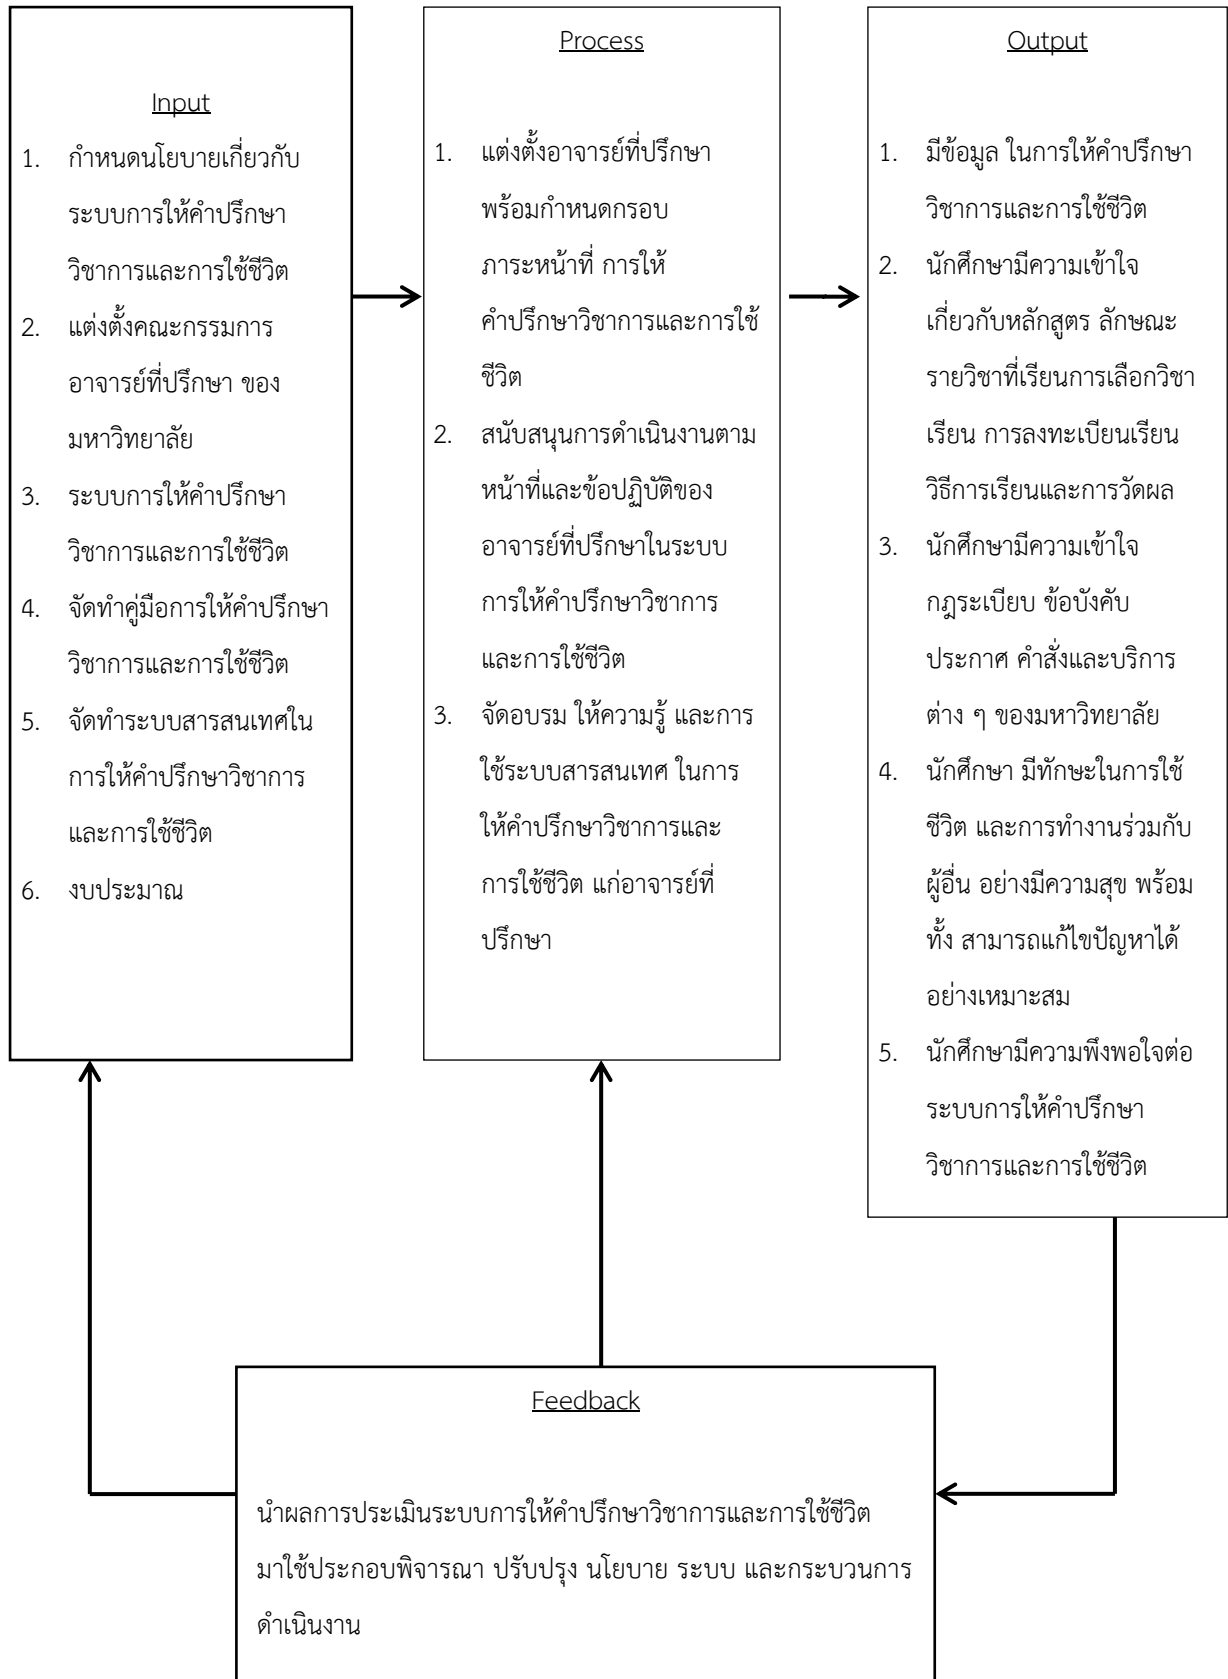 Input
1. กำหนดนโยบายเกี่ยวกับ
ระบบการให้คำปรึกษา
วิชาการและการใช้ชีวิต
2. แต่งตั้งคณะกรรมการ
อาจารย์ที่ปรึกษา ของ
มหาวิทยาลัย
3. ระบบการให้คำปรึกษา
วิชาการและการใช้ชีวิต
4. จัดทำคู่มือการให้คำปรึกษา
วิชาการและการใช้ชีวิต
5. จัดทำระบบสารสนเทศใน
การให้คำปรึกษาวิชาการ
และการใช้ชีวิต
6. งบประมาณ
Process
1. แต่งตั้งอาจารย์ที่ปรึกษา
พร้อมกำหนดกรอบ
ภาระหน้าที่ การให้
คำปรึกษาวิชาการและการใช้
ชีวิต
2. สนับสนุนการดำเนินงานตาม
หน้าที่และข้อปฏิบัติของ
อาจารย์ที่ปรึกษาในระบบ
การให้คำปรึกษาวิชาการ
และการใช้ชีวิต
3. จัดอบรม ให้ความรู้ และการ
ใช้ระบบสารสนเทศ ในการ
ให้คำปรึกษาวิชาการและ
การใช้ชีวิต แก่อาจารย์ที่
ปรึกษา
Output
1. มีข้อมูล ในการให้คำปรึกษา
วิชาการและการใช้ชีวิต
2. นักศึกษามีความเข้าใจ
เกี่ยวกับหลักสูตร ลักษณะ
รายวิชาที่เรียนการเลือกวิชา
เรียน การลงทะเบียนเรียน
วิธีการเรียนและการวัดผล
3. นักศึกษามีความเข้าใจ
กฎระเบียบ ข้อบังคับ
ประกาศ คำสั่งและบริการ
ต่าง ๆ ของมหาวิทยาลัย
4. นักศึกษา มีทักษะในการใช้
ชีวิต และการทำงานร่วมกับ
ผู้อื่น อย่างมีความสุข พร้อม
ทั้ง สามารถแก้ไขปัญหาได้
อย่างเหมาะสม
5. นักศึกษามีความพึงพอใจต่อ
ระบบการให้คำปรึกษา
วิชาการและการใช้ชีวิต
Feedback
นำผลการประเมินระบบการให้คำปรึกษาวิชาการและการใช้ชีวิต
มาใช้ประกอบพิจารณา ปรับปรุง นโยบาย ระบบ และกระบวนการ
ดำเนินงาน